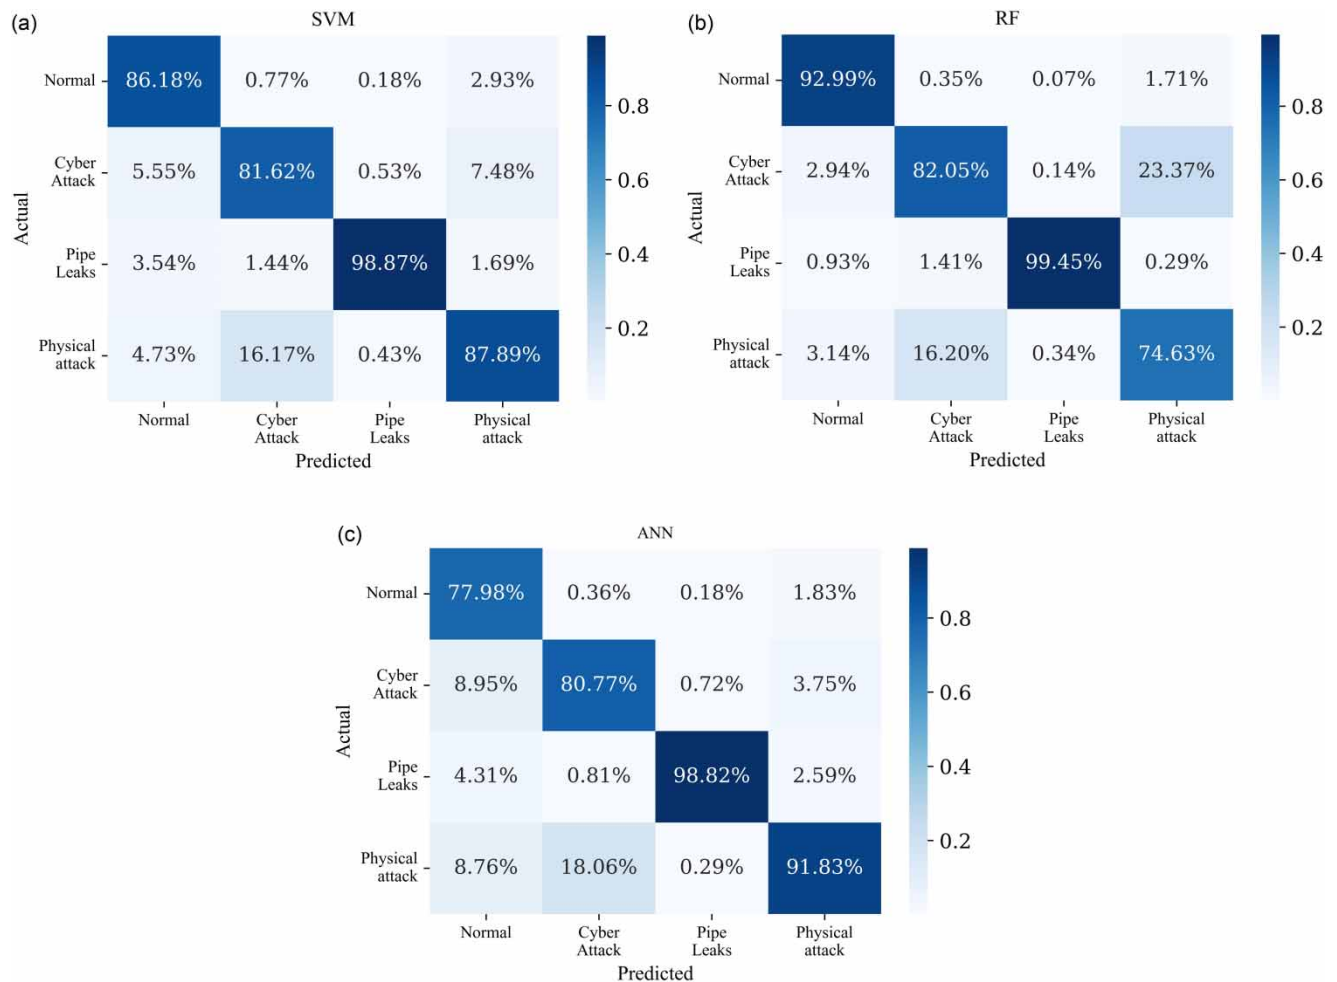 (a)
SVM
Normal
86.18% 0.77% 0.18% 2.93%
0.8
Cyber
Attack
5.55% 81.62% 0.53% 7.48%
0.6
Actual
Pipe
Leaks
3.54% 1.44% 98.87% 1.69%
0.4
Physical
attack
4.73% 16.17% 0.43% 87.89%
0.2
Normal Cyber Pipe Physical
Attack Leaks attack
Predicted
(b)
RF
Normal
92.99% 0.35% 0.07% 1.71%
0.8
Cyber
Attack
2.94% 82.05% 0.14% 23.37%
0.6
Actual
Pipe
Leaks
0.93% 1.41% 99.45% 0.29%
0.4
Physical
attack
3.14% 16.20% 0.34% 74.63%
0.2
Normal Cyber Pipe Physical
Attack Leaks attack
Predicted
(c)
ANN
Normal
77.98% 0.36% 0.18% 1.83%
0.8
Cyber
Attack
8.95% 80.77% 0.72% 3.75%
0.6
Actual
Pipe
Leaks
4.31% 0.81% 98.82% 2.59%
0.4
Physical
attack
8.76% 18.06% 0.29% 91.83%
0.2
Normal Cyber Pipe Physical
Attack Leaks attack
Predicted